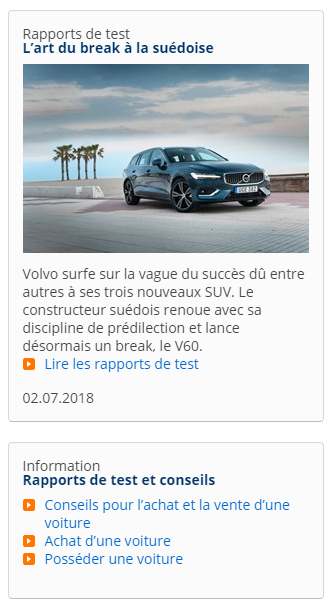 Rapports de test
L’art du break à la suédoise
Volvo surfe sur la vague du succès dû entre
autres à ses trois nouveaux SUV. Le
constructeur suédois renoue avec sa
discipline de prédilection et lance
désormais un break, le V60.
Lire les rapports de test
02.07.2018
Information
Rapports de test et conseils
Conseils pour l’achat et la vente d’une
voiture
Achat d’une voiture
Posséder une voiture